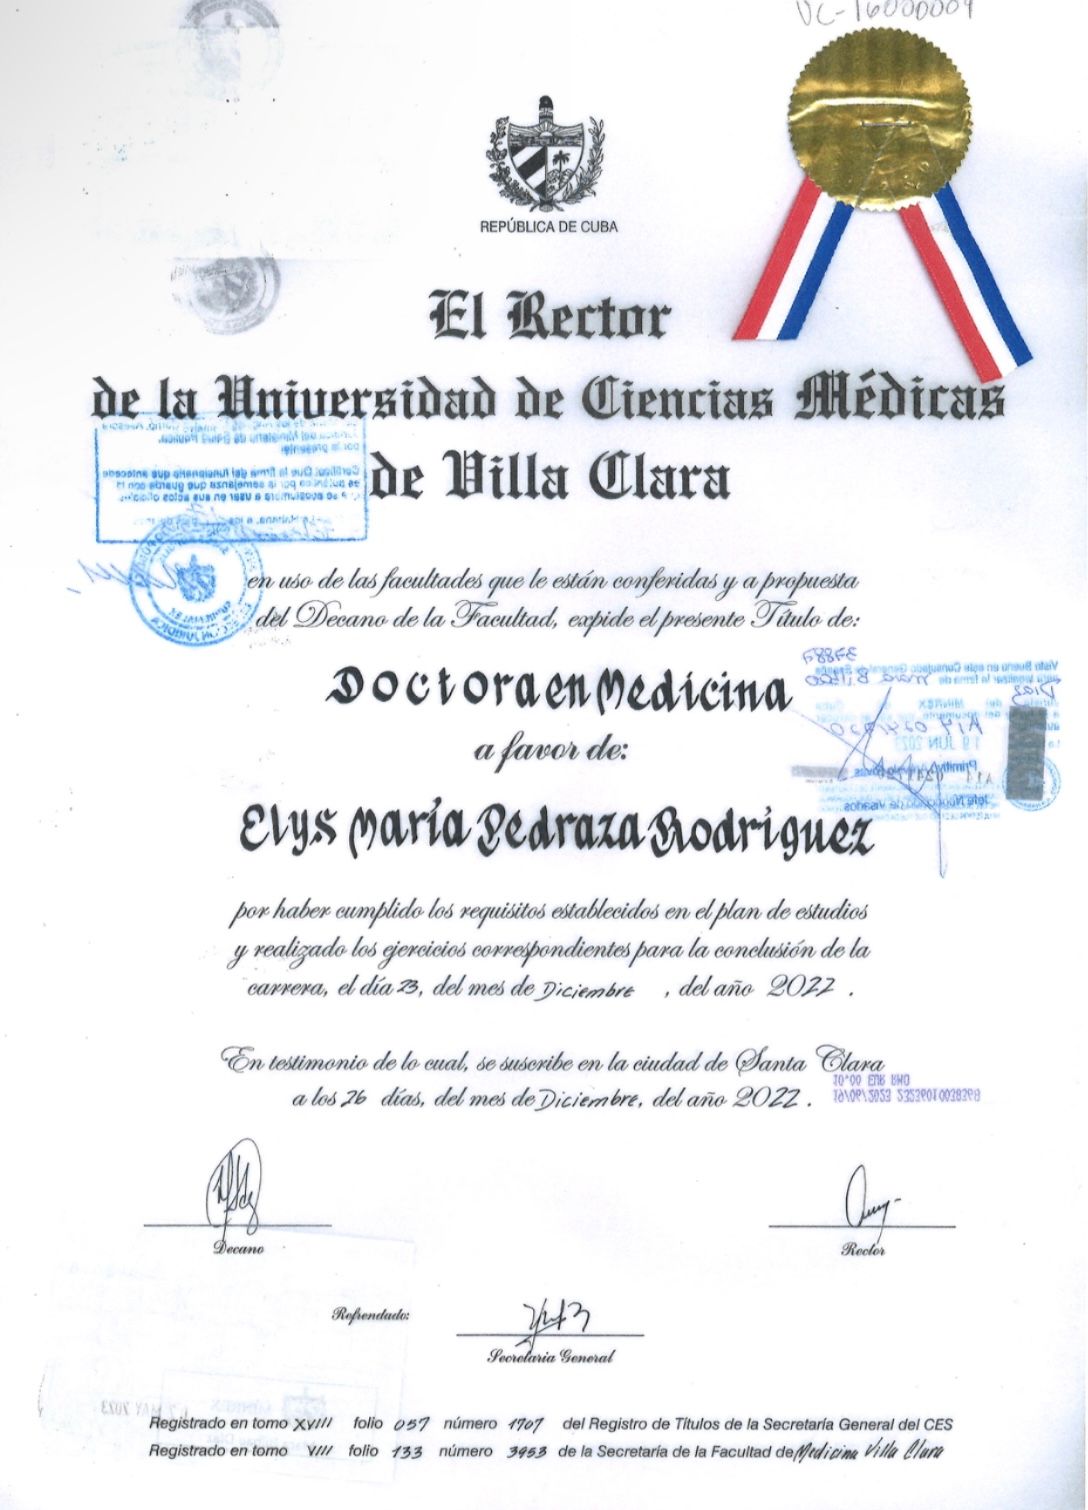 VC-16000004
REPÚBLICA DE CUBA
El Rector
de la Universidad de Ciencias Médicas
de Villa Clara
en uso de las facultades que le están conferidas y a propuesta
del Decano de la Facultad, expide el presente Título de:
Doctora en Medicina
a favor de:
Elys María Pedraza Rodríguez
por haber cumplido los requisitos establecidos en el plan de estudios
y realizado los ejercicios correspondientes para la conclusión de la
carrera, el día 23, del mes de Diciembre , del año 2022 .
En testimonio de lo cual, se suscribe en la ciudad de Santa Clara
a los 26 días, del mes de Diciembre, del año 2022 .
10'00 EUR
19/06/2023
Decano
Rector
Refrendado:
Secretaria General
Registrado en tomo XVIII folio 057 número 1707 del Registro de Títulos de la Secretaría General del CES
Registrado en tomo VIII folio 133 número 3953 de la Secretaría de la Facultad de Medicina Villa Clara